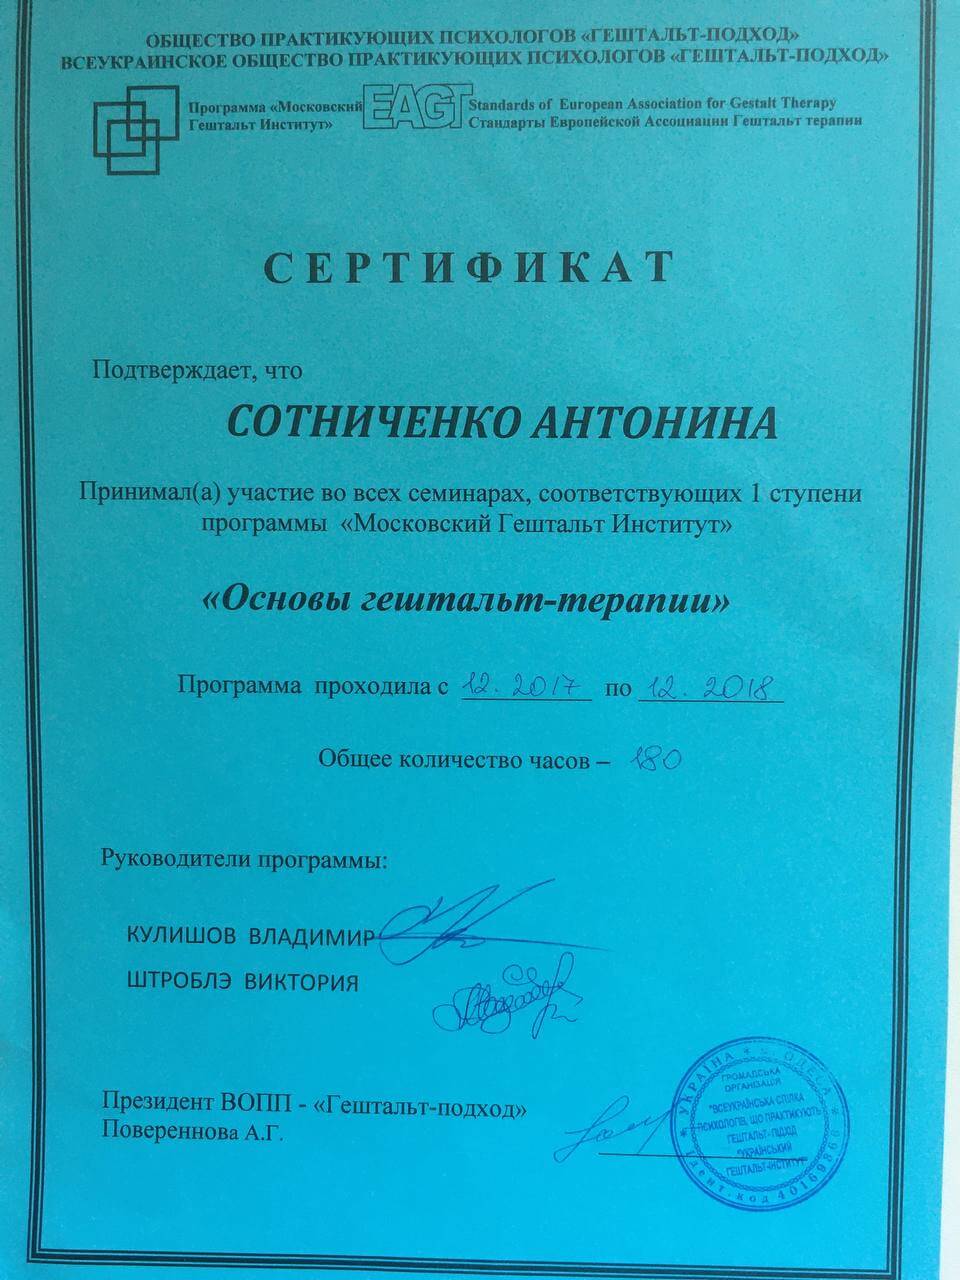 ОБЩЕСТВО ПРАКТИКУЮЩИХ ПСИХОЛОГОВ «ГЕШТАЛЬТ-ПОДХОД»
ВСЕУКРАИНСКОЕ ОБЩЕСТВО ПРАКТИКУЮЩИХ ПСИХОЛОГОВ «ГЕШТАЛЬТ-ПОДХОД»
Программа «Московский
Гештальт Институт»
EAGT
Standards of European Association for Gestalt Therapy
Стандарты Европейской Ассоциации Гештальт терапии
СЕРТИФИКАТ
Подтверждает, что
СОТНИЧЕНКО АНТОНИНА
Принимал(а) участие во всех семинарах, соответствующих 1 ступени
программы «Московский Гештальт Институт»
«Основы гештальт-терапии»
Программа проходила с 12. 2017 по 12. 2018
Общее количество часов – 180
Руководители программы:
КУЛИШОВ ВЛАДИМИР
ШТРОБЛЭ ВИКТОРИЯ
Президент ВОПП - «Гештальт-подход»
Повереннова А.Г.
* УКРАЇНА * ОДЕСА *
ГРОМАДСЬКА
ОРГАНІЗАЦІЯ
"ВСЕУКРАЇНСЬКА СПІЛКА
ПСИХОЛОГІВ, ЩО ПРАКТИКУЮТЬ
ГЕШТАЛЬТ- ПІДХІД
"УКРАЇНСЬКИЙ
ГЕШТАЛЬТ-ІНСТИТУТ"
Ідент. код 40169866